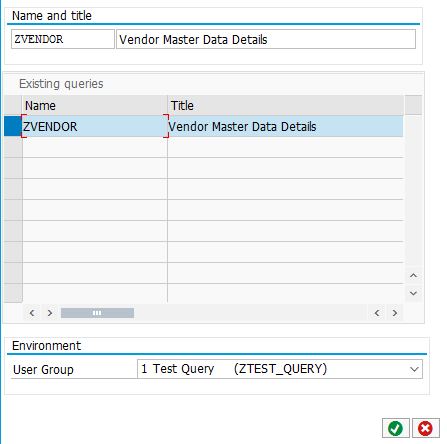 Name and title
ZVENDOR Vendor Master Data Details
Existing queries
Name Title
ZVENDOR Vendor Master Data Details
Environment
User Group 1 Test Query (ZTEST_QUERY)